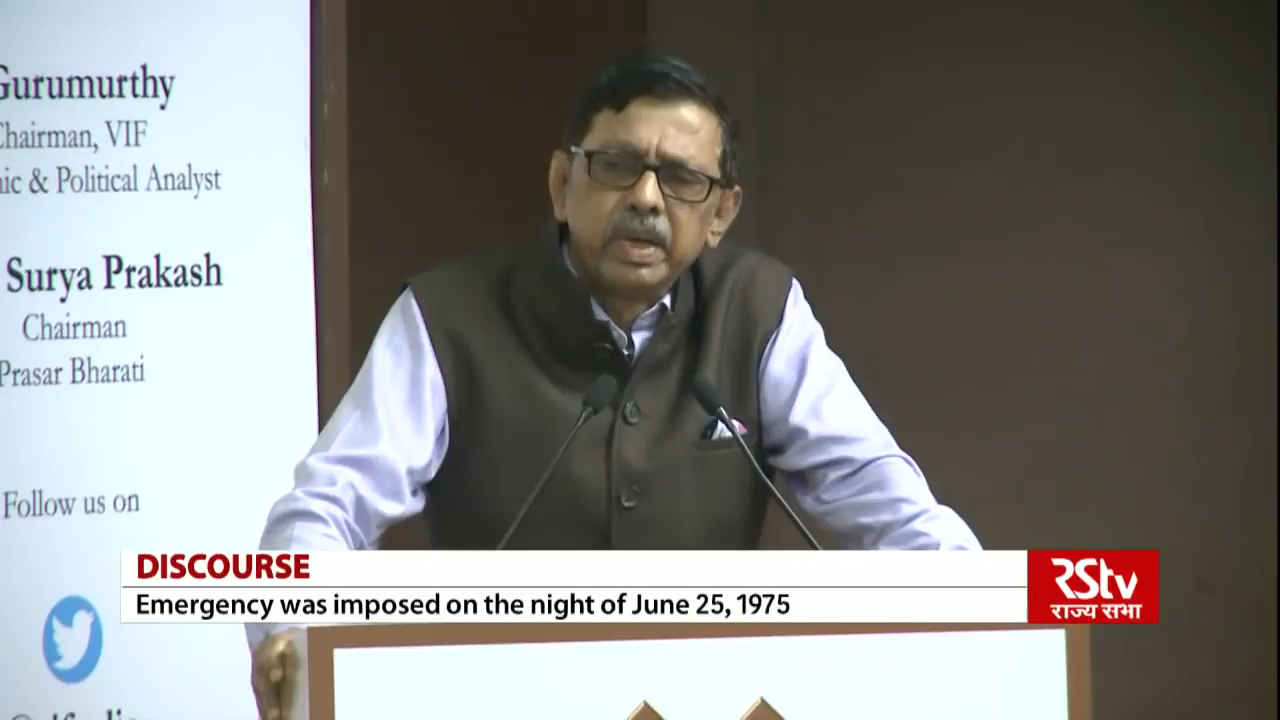 Gurumurthy
Chairman, VIF
& Political Analyst
Surya Prakash
Chairman
Prasar Bharati
Follow us on
DISCOURSE
Emergency was imposed on the night of June 25, 1975
RSTV
राज्य सभा